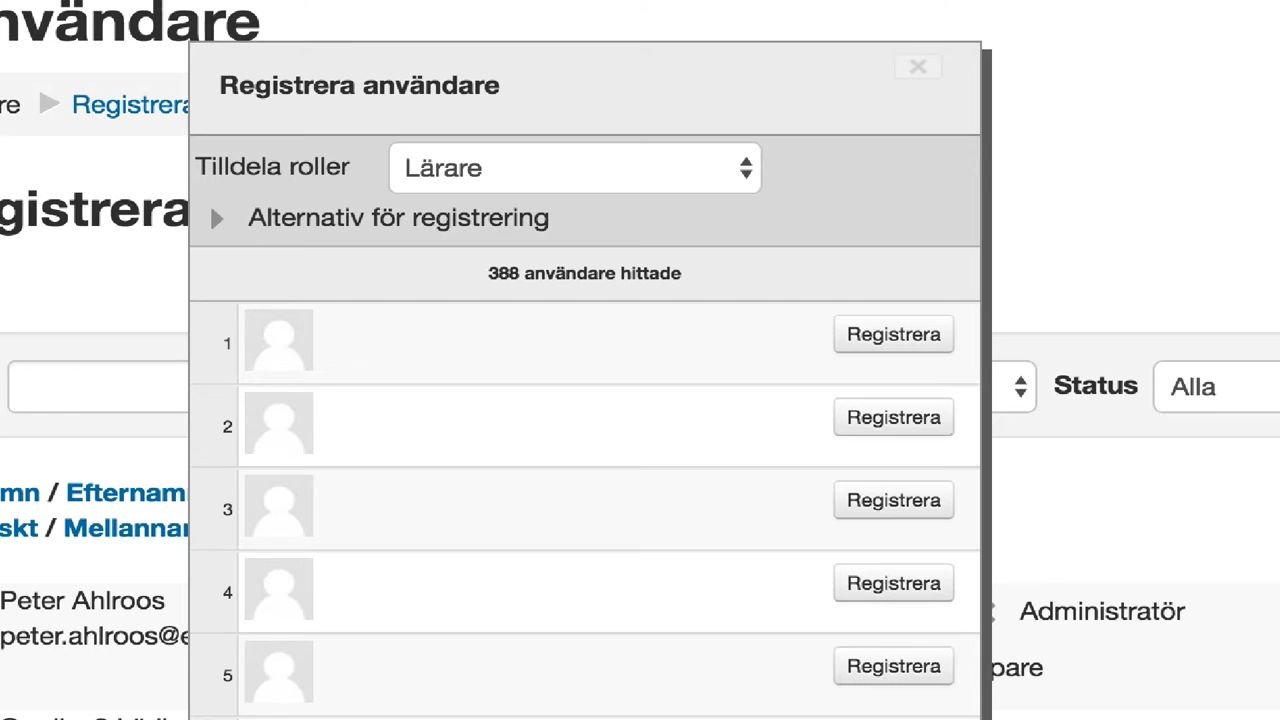 nvändare
re
Registrera
gistrera
Registrera användare
Tilldela roller
Lärare
Alternativ för registrering
388 användare hittade
1
Registrera
2
Registrera
3
Registrera
4
Registrera
5
Registrera
Status
Alla
mn / Efternam
skt / Mellannar
Peter Ahlroos
peter.ahlroos@e
Administratör
pare